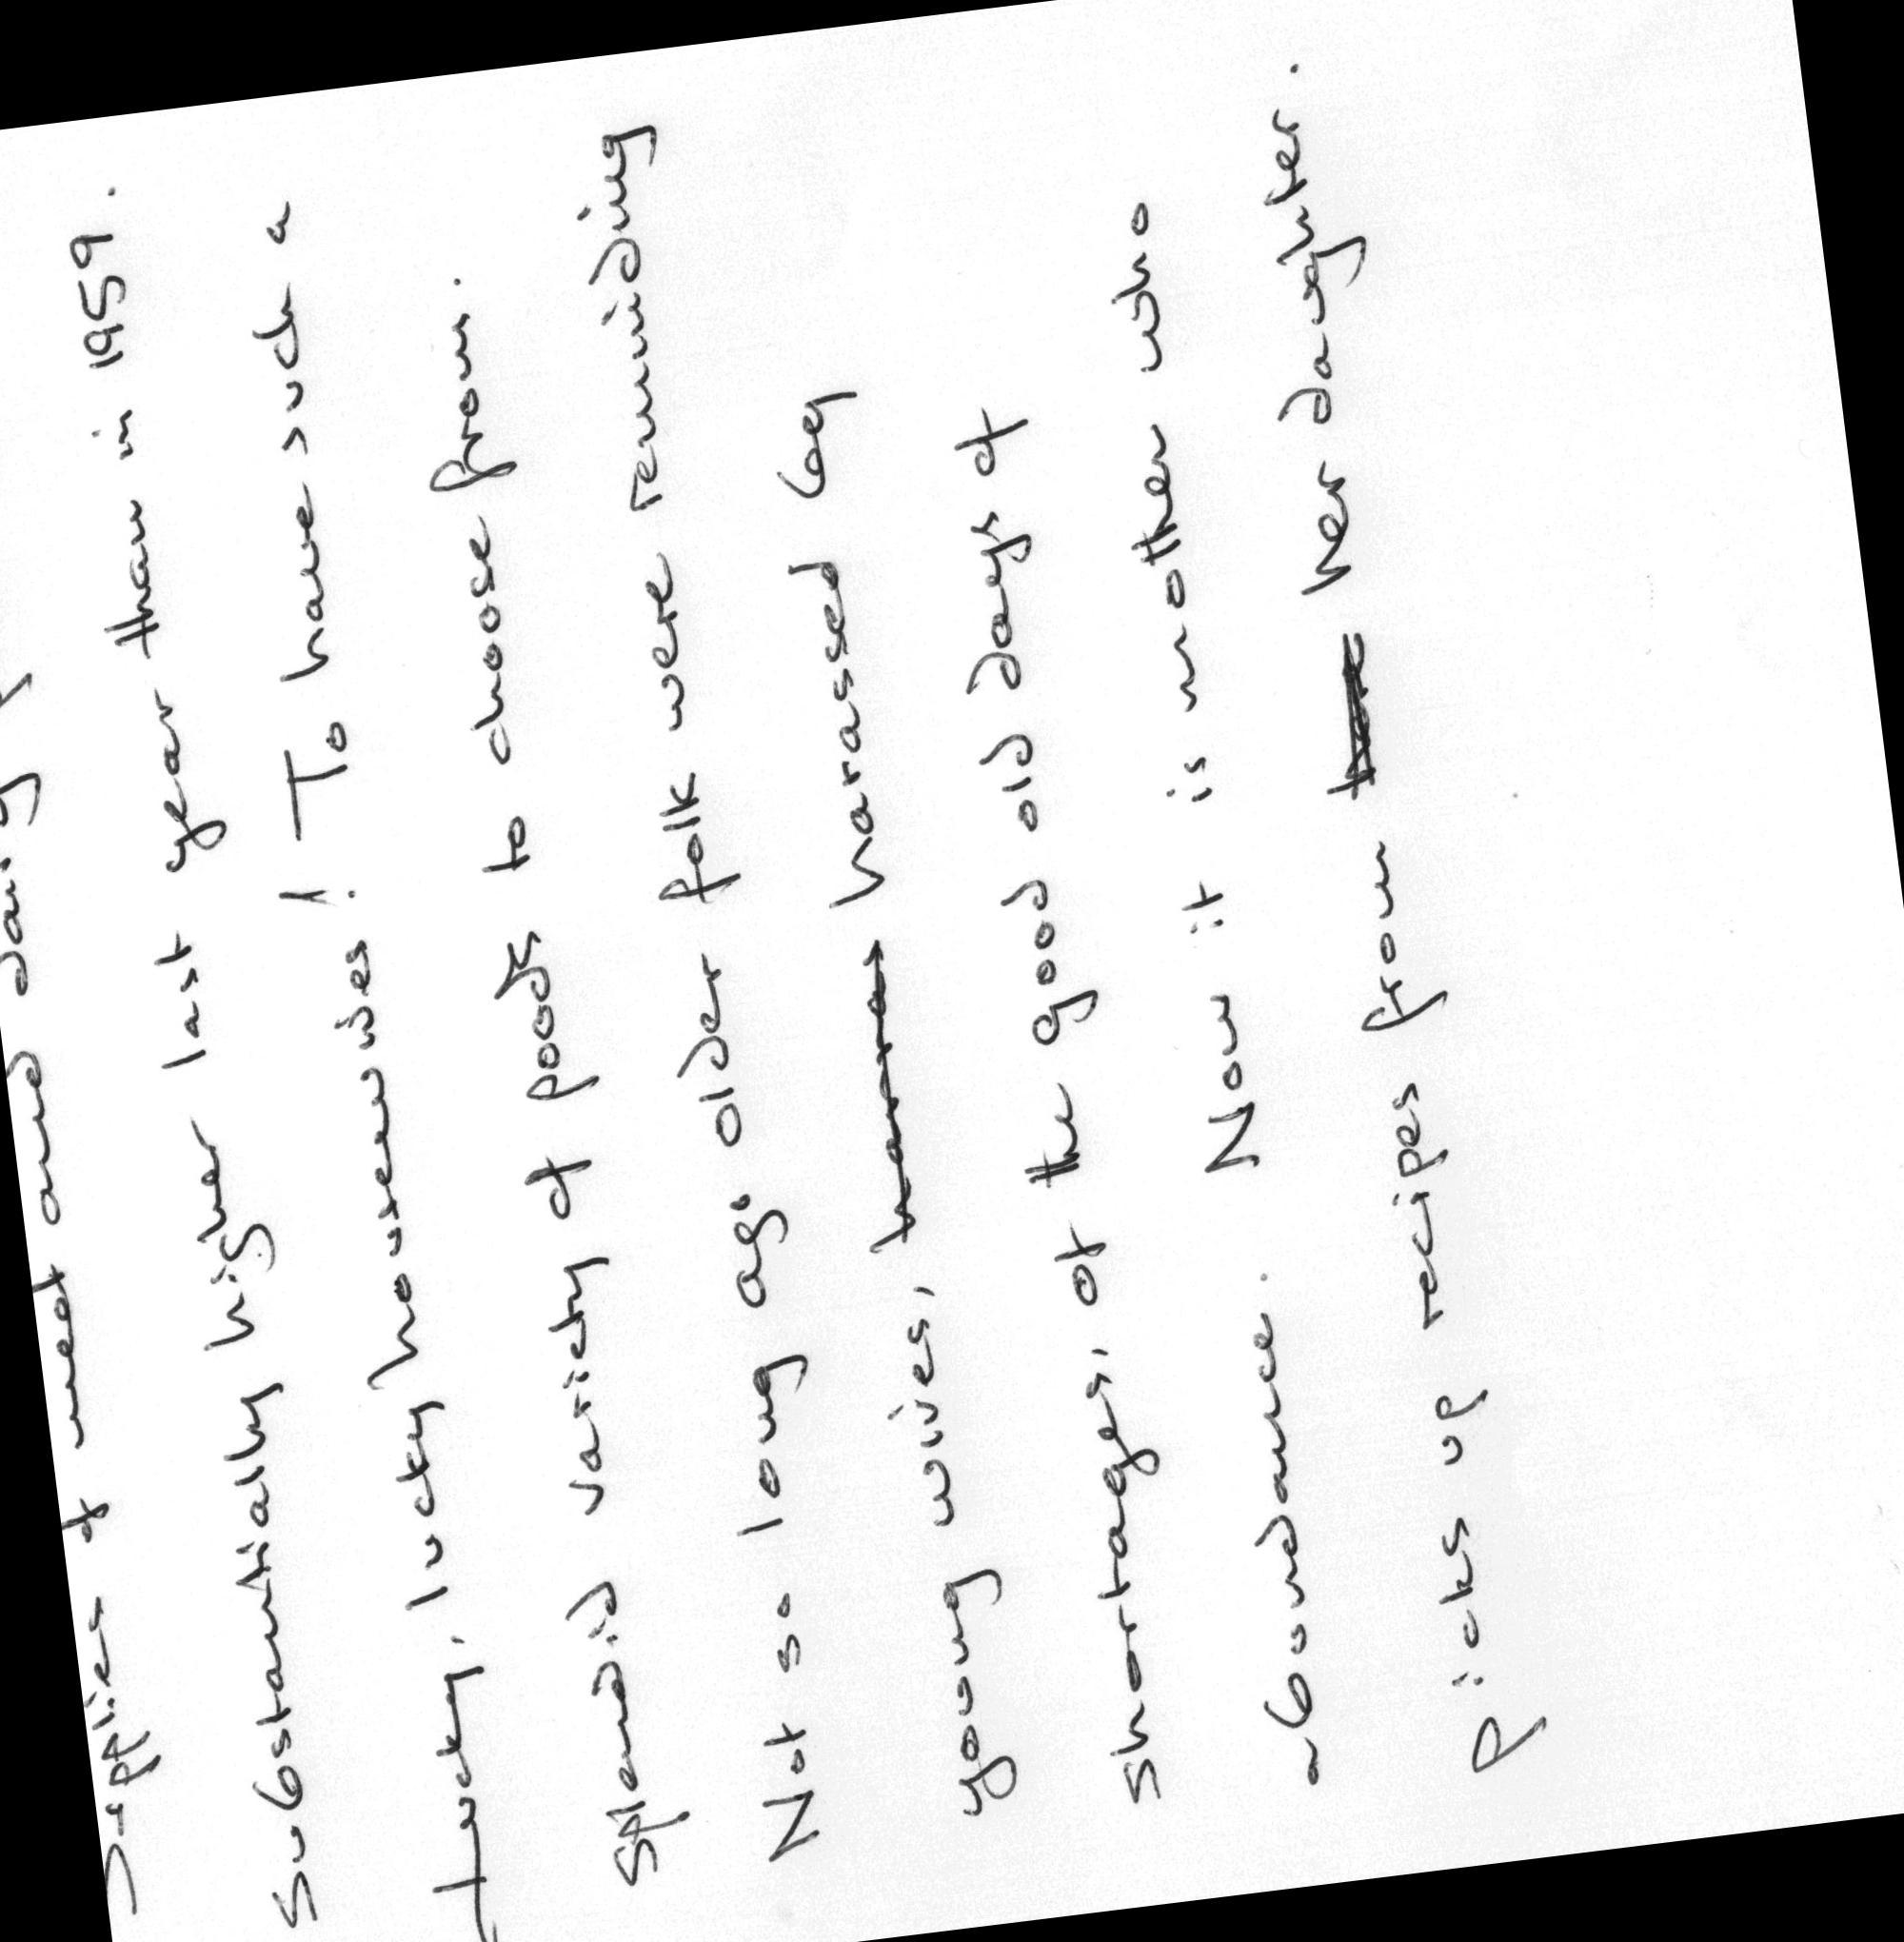 Supplies of meat and dairy
substantially higher last year than in 1959.
Lucky, lucky housewives! To have such a
splendid variety of foods to choose from.
Not so long ago older folk were reminding
young wives, harassed by
shortages, of the good old days of
abundance. Now it is mother who
picks up recipes from her daughter.